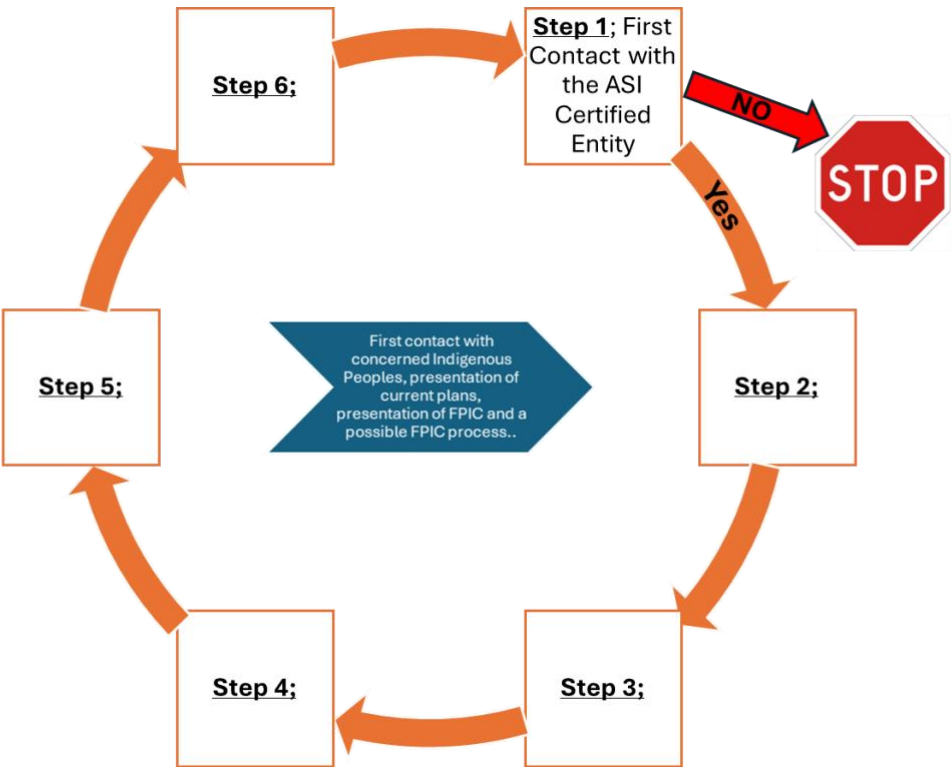 Step 6;
Step 1; First
Contact with
the ASI
Certified
Entity
NO
STOP
Yes
Step 5;
First contact with
concerned Indigenous
Peoples, presentation of
current plans,
presentation of FPIC and a
possible FPIC process..
Step 2;
Step 4;
Step 3;